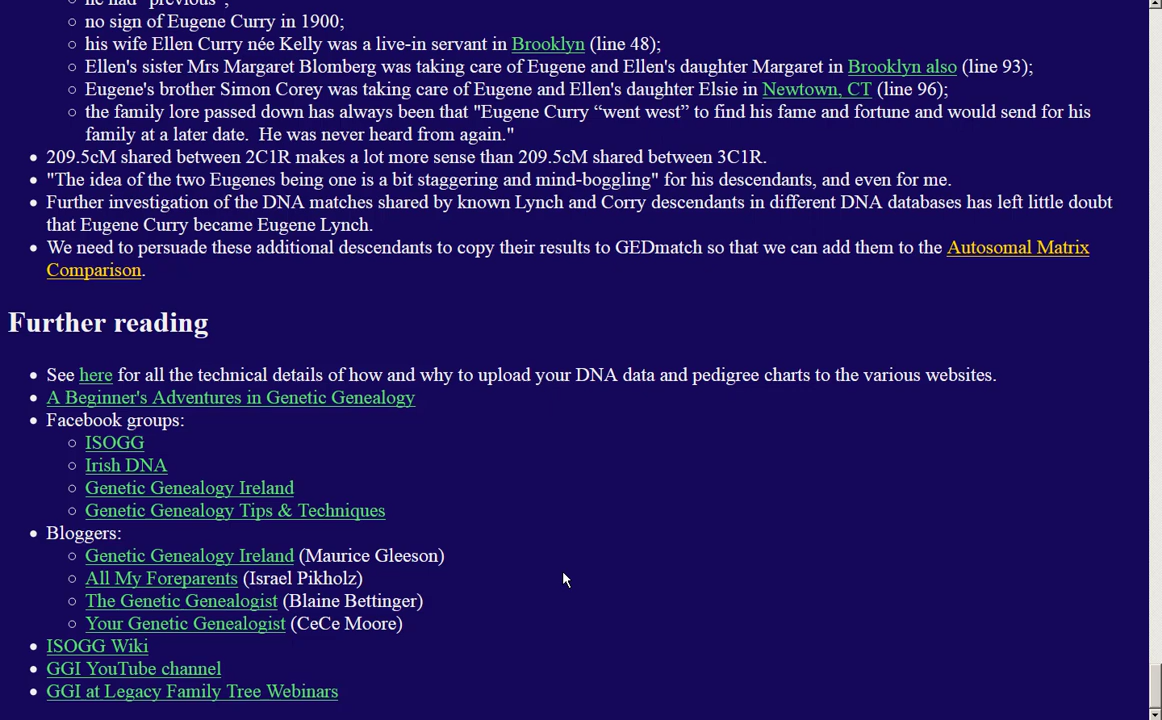 he had "previous";
no sign of Eugene Curry in 1900;
his wife Ellen Curry née Kelly was a live-in servant in Brooklyn (line 48);
Ellen's sister Mrs Margaret Blomberg was taking care of Eugene and Ellen's daughter Margaret in Brooklyn also (line 93);
Eugene's brother Simon Corey was taking care of Eugene and Ellen's daughter Elsie in Newtown, CT (line 96);
the family lore passed down has always been that "Eugene Curry “went west” to find his fame and fortune and would send for his
family at a later date.  He was never heard from again."
209.5cM shared between 2C1R makes a lot more sense than 209.5cM shared between 3C1R.
"The idea of the two Eugenes being one is a bit staggering and mind-boggling" for his descendants, and even for me.
Further investigation of the DNA matches shared by known Lynch and Corry descendants in different DNA databases has left little doubt
that Eugene Curry became Eugene Lynch.
We need to persuade these additional descendants to copy their results to GEDmatch so that we can add them to the Autosomal Matrix
Comparison.
Further reading
See here for all the technical details of how and why to upload your DNA data and pedigree charts to the various websites.
A Beginner's Adventures in Genetic Genealogy
Facebook groups:
ISOGG
Irish DNA
Genetic Genealogy Ireland
Genetic Genealogy Tips & Techniques
Bloggers:
Genetic Genealogy Ireland (Maurice Gleeson)
All My Foreparents (Israel Pikholz)
The Genetic Genealogist (Blaine Bettinger)
Your Genetic Genealogist (CeCe Moore)
ISOGG Wiki
GGI YouTube channel
GGI at Legacy Family Tree Webinars